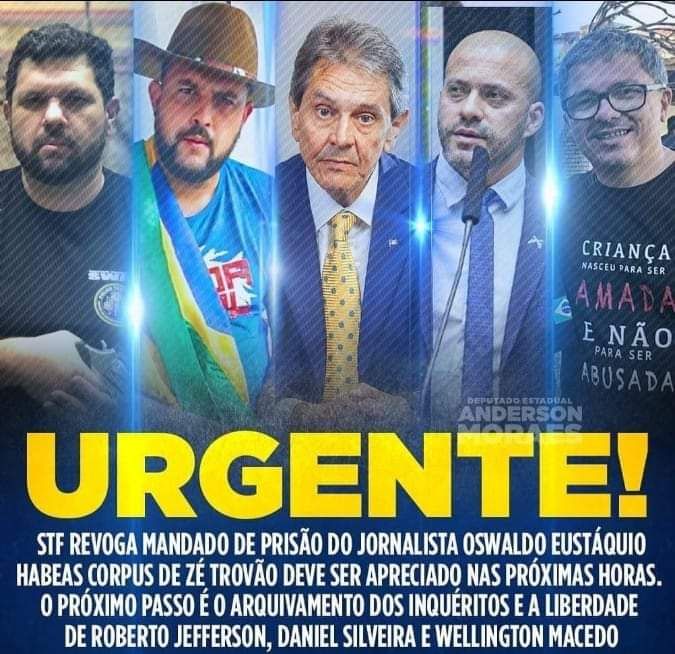 CRIANÇA
NASCEU PARA SER
AMADA
E NÃO
PARA SER
ABUSADA
DEPUTADO ESTADUAL
ANDERSON
MORAES
URGENTE!
STF REVOGA MANDADO DE PRISÃO DO JORNALISTA OSWALDO EUSTÁQUIO
HABEAS CORPUS DE ZÉ TROVÃO DEVE SER APRECIADO NAS PRÓXIMAS HORAS.
O PRÓXIMO PASSO É O ARQUIVAMENTO DOS INQUÉRITOS E A LIBERDADE
DE ROBERTO JEFFERSON, DANIEL SILVEIRA E WELLINGTON MACEDO